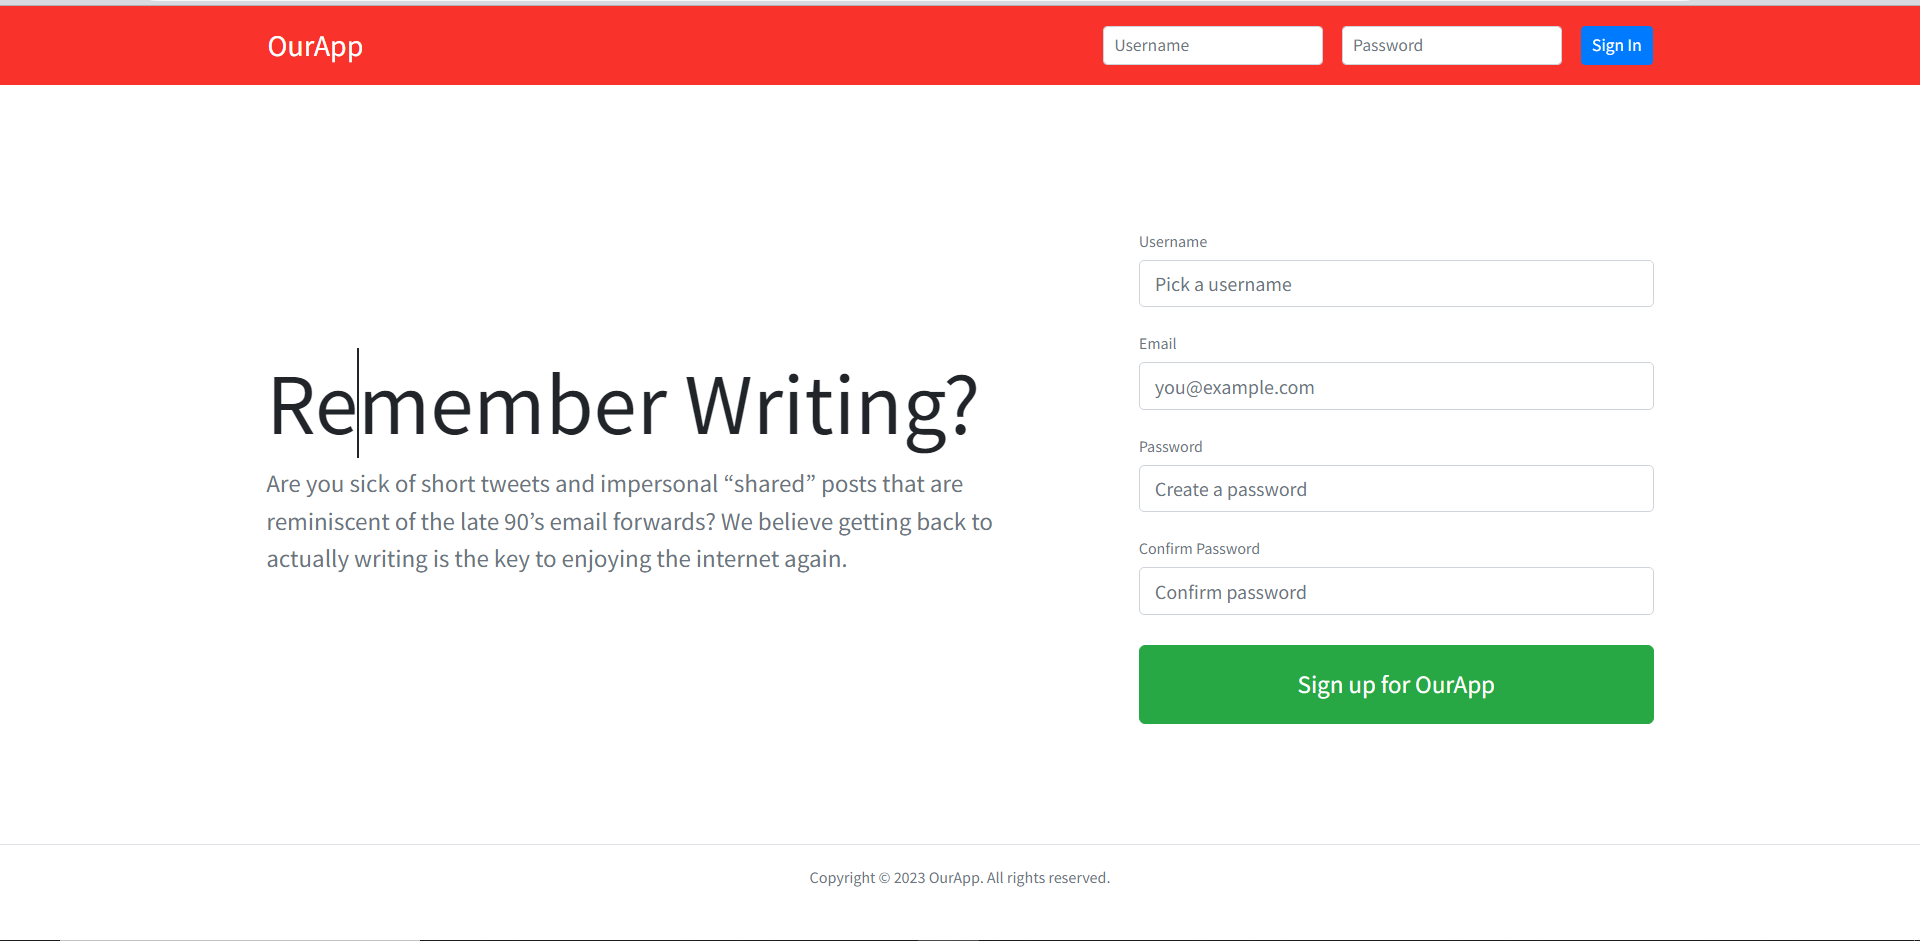 OurApp
Username
Password
Sign In
Remember Writing?
Are you sick of short tweets and impersonal “shared” posts that are
reminiscent of the late 90’s email forwards? We believe getting back to
actually writing is the key to enjoying the internet again.
Username
Pick a username
Email
you@example.com
Password
Create a password
Confirm Password
Confirm password
Sign up for OurApp
Copyright © 2023 OurApp. All rights reserved.